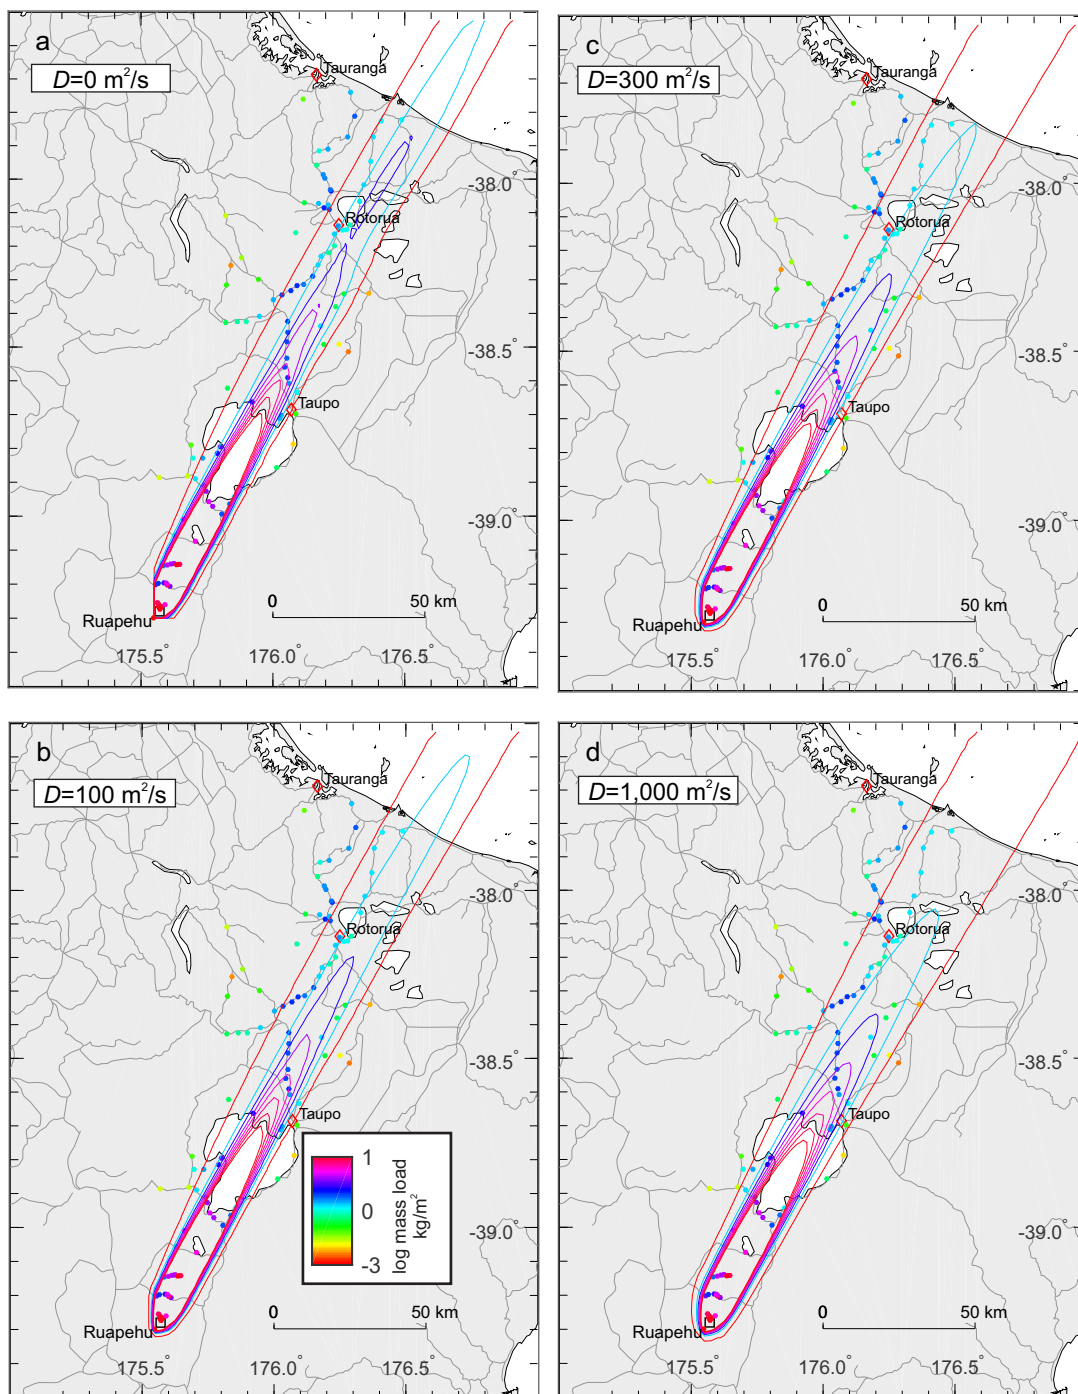 a
D=0 m²/s
Tauranga
-38.0°
Rotorua
-38.5°
Taupo
-39.0°
0 50 km
Ruapehu
175.5° 176.0° 176.5°
c
D=300 m²/s
Tauranga
-38.0°
Rotorua
-38.5°
Taupo
-39.0°
0 50 km
Ruapehu
175.5° 176.0° 176.5°
b
D=100 m²/s
Tauranga
-38.0°
Rotorua
-38.5°
Taupo
1
0
-3
log mass load
kg/m²
-39.0°
0 50 km
Ruapehu
175.5° 176.0° 176.5°
d
D=1,000 m²/s
Tauranga
-38.0°
Rotorua
-38.5°
Taupo
-39.0°
0 50 km
Ruapehu
175.5° 176.0° 176.5°